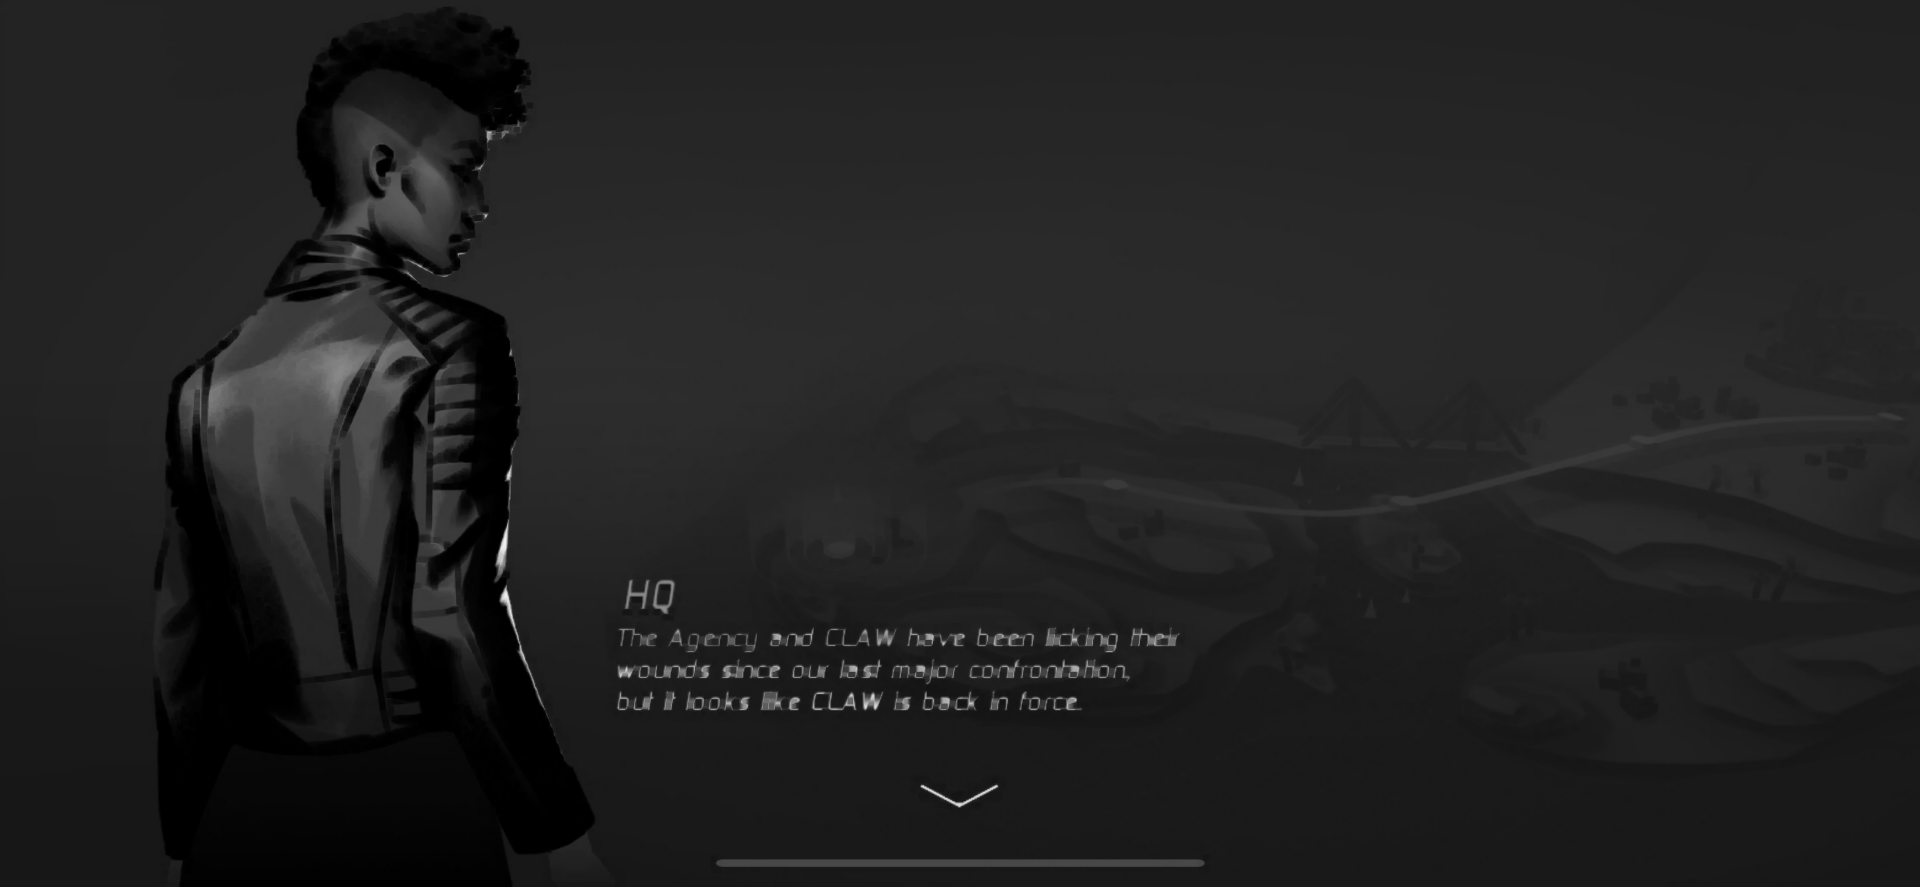 HQ
The Agency and CLAW have been licking their
wounds since our last major confrontation,
but it looks like CLAW is back in force.